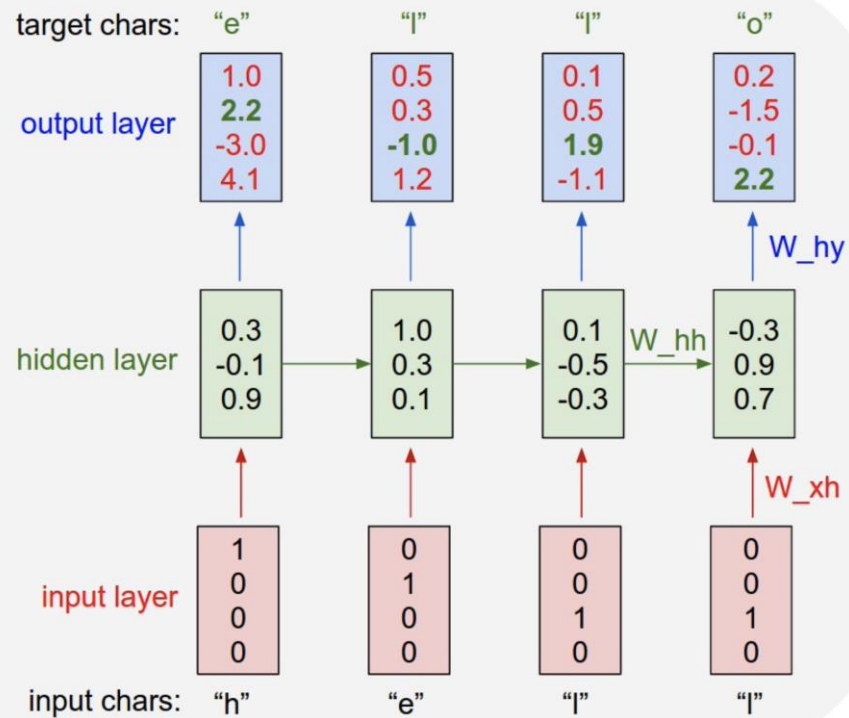 target chars: “e” “l” “l” “o”
1.0 0.5 0.1 0.2
output layer 2.2 0.3 0.5 -1.5
-3.0 -1.0 1.9 -0.1
4.1 1.2 -1.1 2.2
W_hy
0.3 1.0 0.1 W_hh -0.3
hidden layer -0.1 0.3 -0.5 0.9
0.9 0.1 -0.3 0.7
W_xh
1 0 0 0
0 1 0 0
input layer 0 0 1 1
0 0 0 0
input chars: “h” “e” “l” “l”